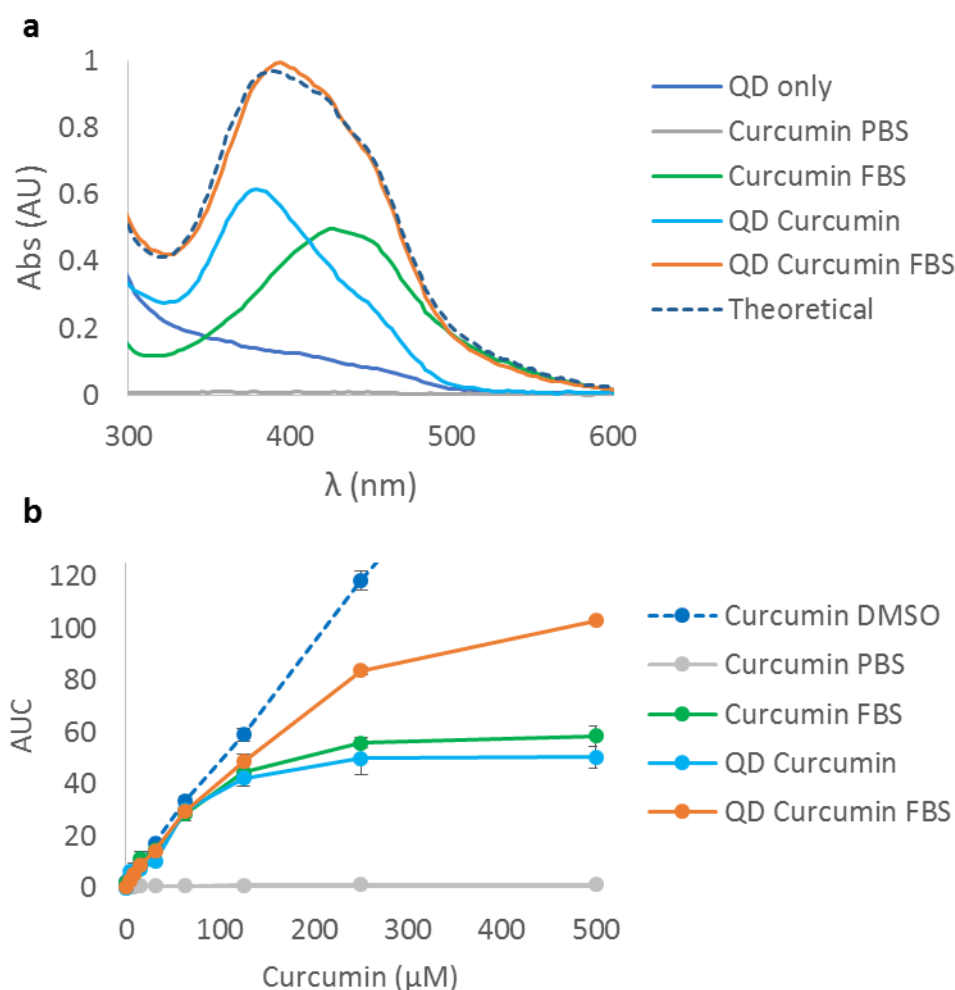 a
1
0.8
0.6
0.4
0.2
0
Abs (AU)
300 400 500 600
λ (nm)
QD only
Curcumin PBS
Curcumin FBS
QD Curcumin
QD Curcumin FBS
Theoretical
b
120
100
80
60
40
20
0
AUC
0 100 200 300 400 500
Curcumin (μM)
Curcumin DMSO
Curcumin PBS
Curcumin FBS
QD Curcumin
QD Curcumin FBS